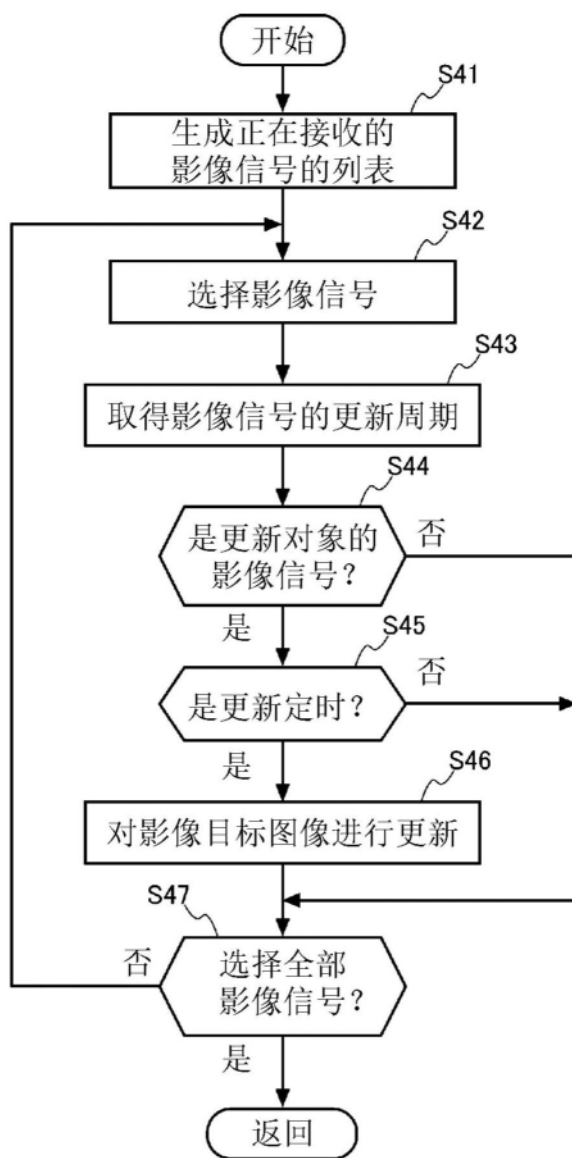 开始
S41
生成正在接收的
影像信号的列表
S42
选择影像信号
S43
取得影像信号的更新周期
S44
是更新对象的
影像信号？
否
是
S45
是更新定时？
否
是
S46
对影像目标图像进行更新
S47
选择全部
影像信号？
否
是
返回